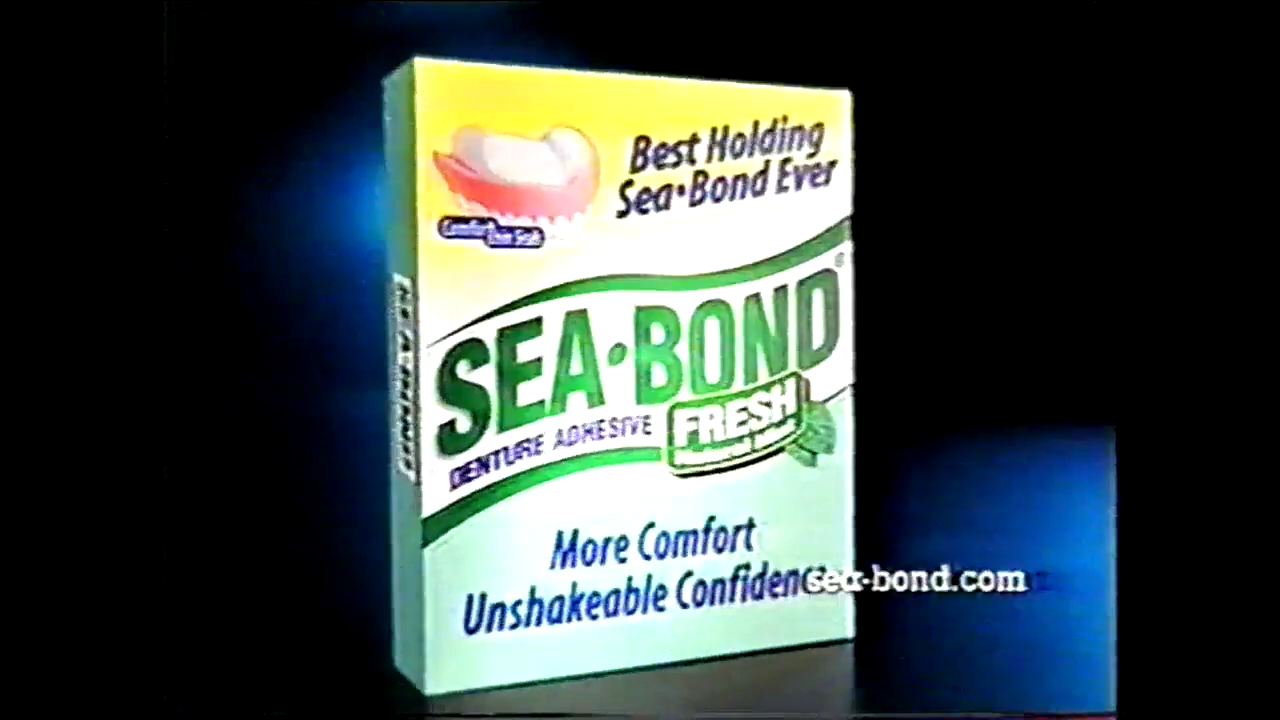 Best Holding
Sea•Bond Ever
SEA•BOND®
DENTURE ADHESIVE
FRESH
More Comfort
Unshakeable Confidence
sea-bond.com